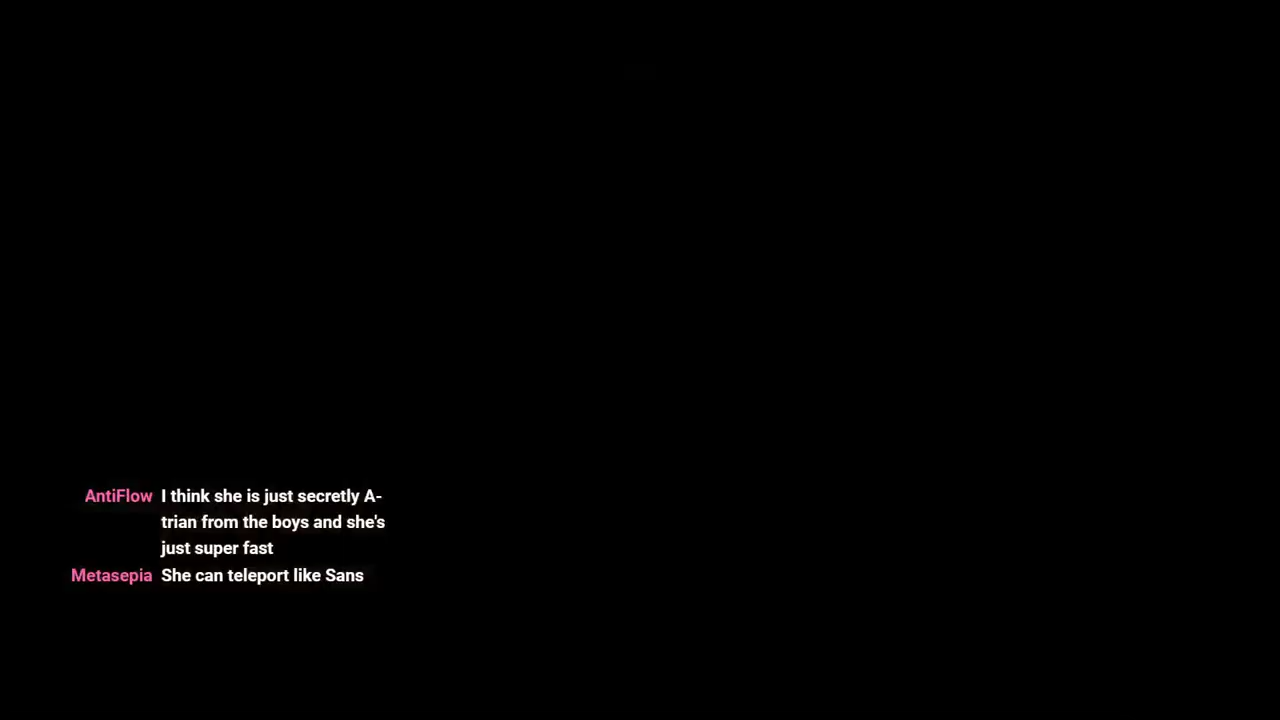 AntiFlow I think she is just secretly A-
trian from the boys and she's
just super fast
Metasepia She can teleport like Sans